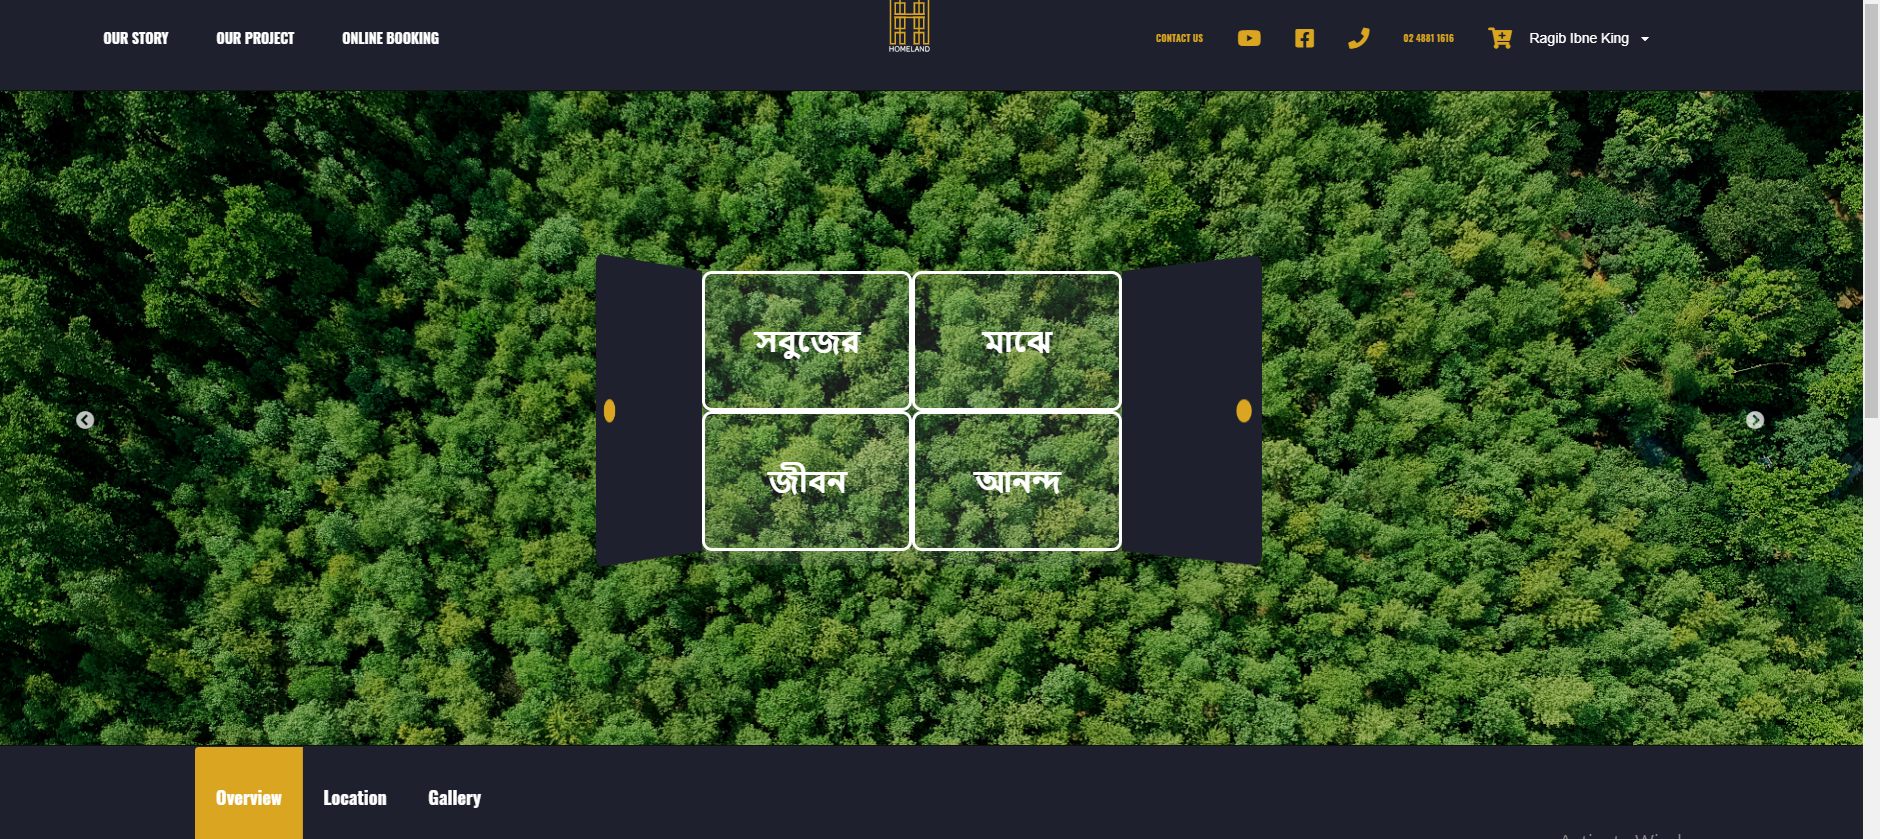 OUR STORY OUR PROJECT ONLINE BOOKING HOMELAND CONTACT US 02 4881 1616 Ragib Ibne King
সবুজের মাঝে
জীবন আনন্দ
Overview Location Gallery